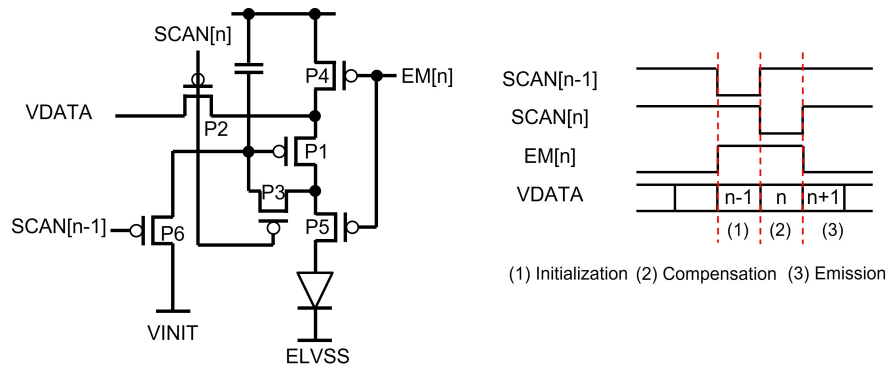 SCAN[n]
P4
EM[n]
VDATA
P2
P1
P3
SCAN[n-1]
P6
P5
VINIT
ELVSS
SCAN[n-1]
SCAN[n]
EM[n]
VDATA
n-1 n n+1
(1) (2) (3)
(1) Initialization (2) Compensation (3) Emission